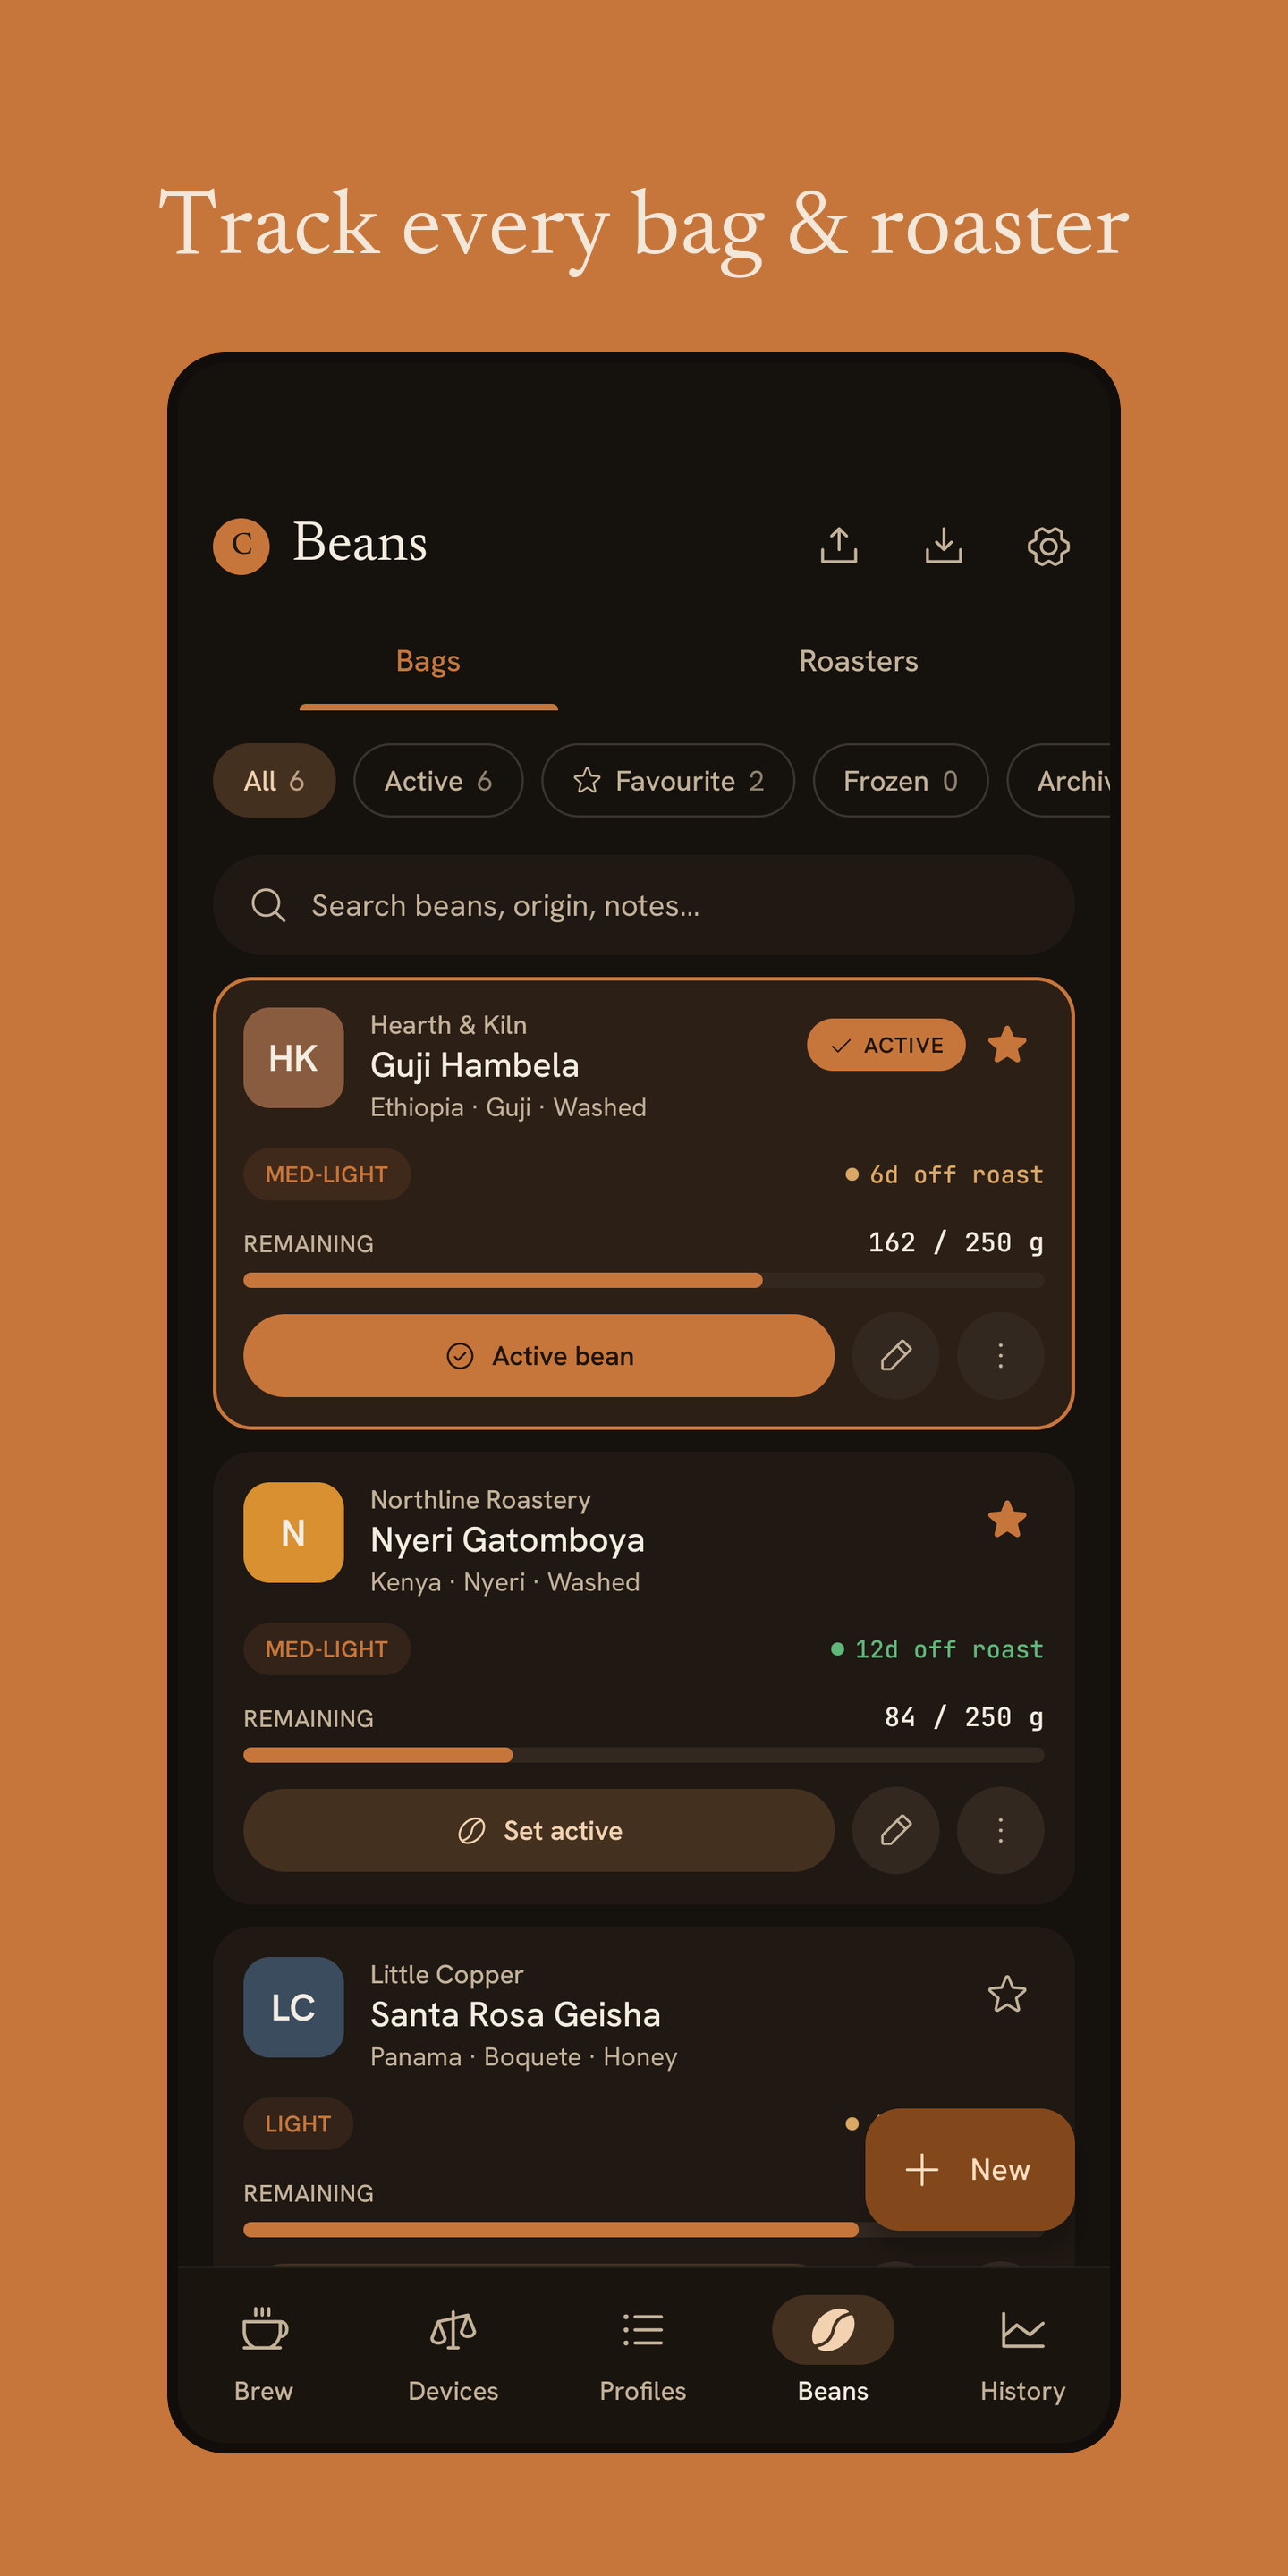 Track every bag & roaster
C Beans
Bags Roasters
All 6 Active 6 Favourite 2 Frozen 0 Archiv
Search beans, origin, notes...
HK
Hearth & Kiln
Guji Hambela
Ethiopia · Guji · Washed
ACTIVE
MED-LIGHT
6d off roast
REMAINING
162 / 250 g
Active bean
N
Northline Roastery
Nyeri Gatomboya
Kenya · Nyeri · Washed
MED-LIGHT
12d off roast
REMAINING
84 / 250 g
Set active
LC
Little Copper
Santa Rosa Geisha
Panama · Boquete · Honey
LIGHT
REMAINING
New
Brew Devices Profiles Beans History